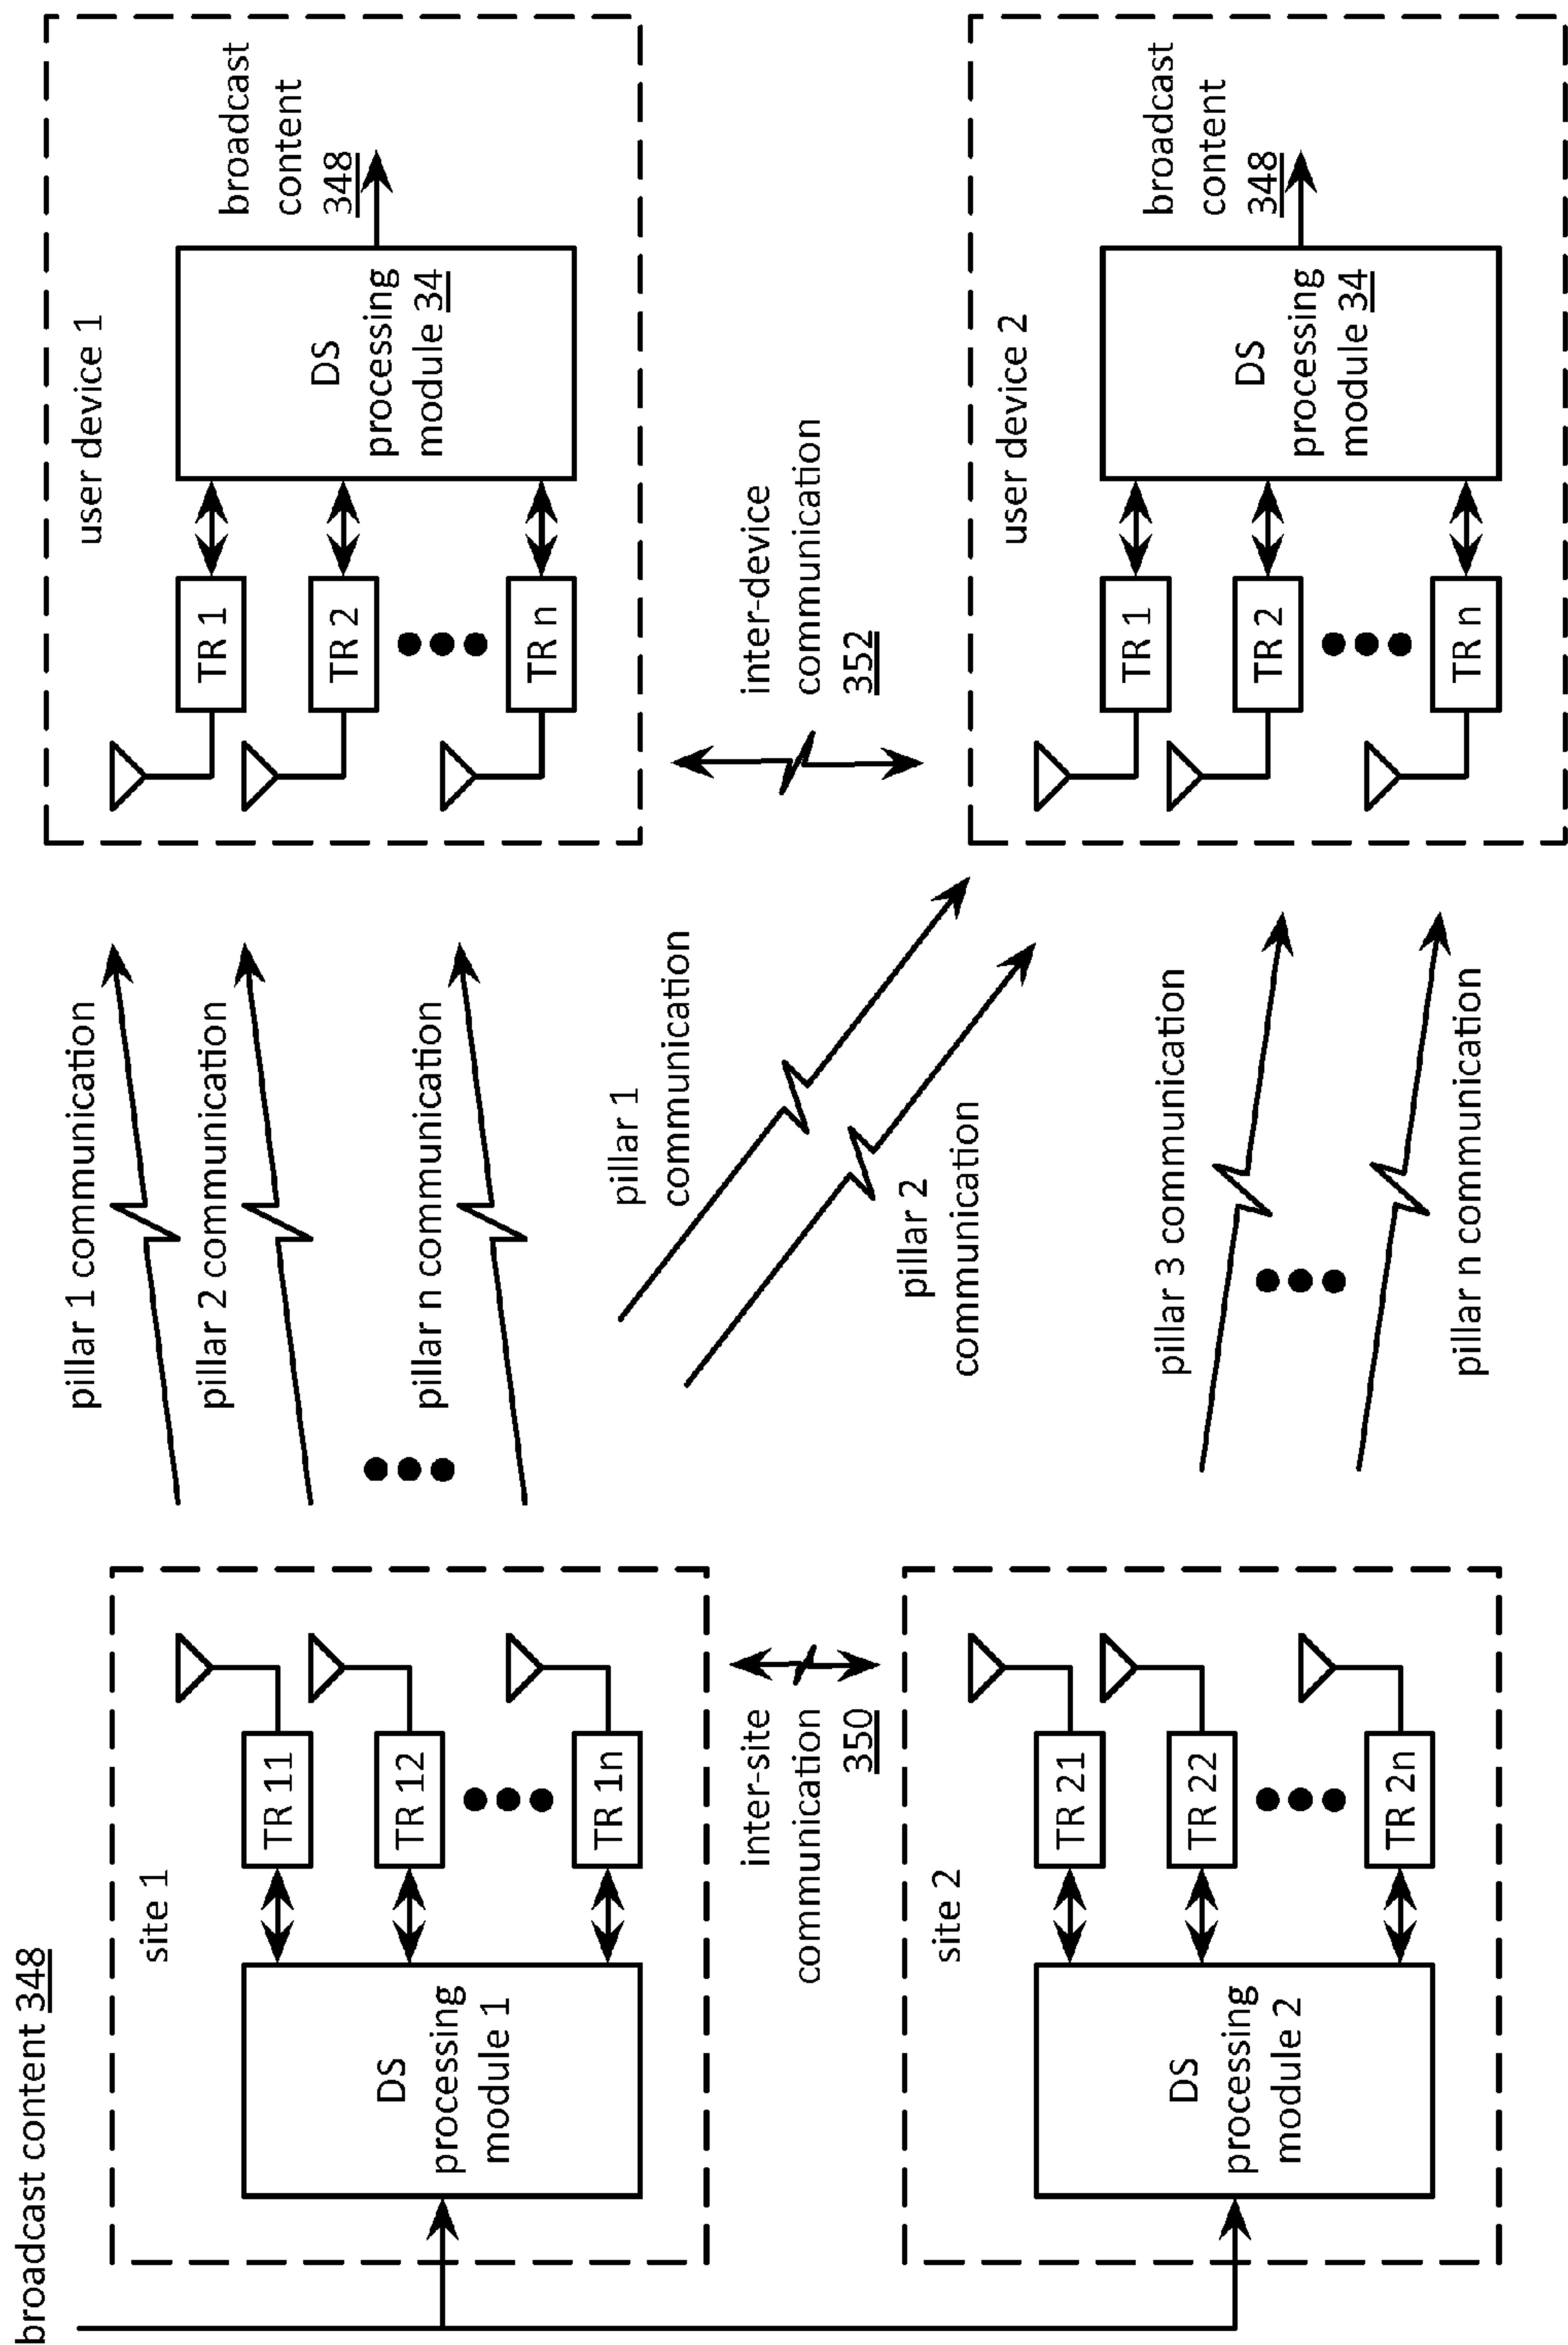 broadcast content 348
site 1
DS
processing
module 1
TR 11
TR 12
TR 1n
inter-site
communication
350
site 2
DS
processing
module 2
TR 21
TR 22
TR 2n
pillar 1 communication
pillar 2 communication
pillar n communication
pillar 1
communication
pillar 2
communication
pillar 3 communication
pillar n communication
user device 1
TR 1
TR 2
TR n
DS
processing
module 34
broadcast
content
348
inter-device
communication
352
user device 2
TR 1
TR 2
TR n
DS
processing
module 34
broadcast
content
348